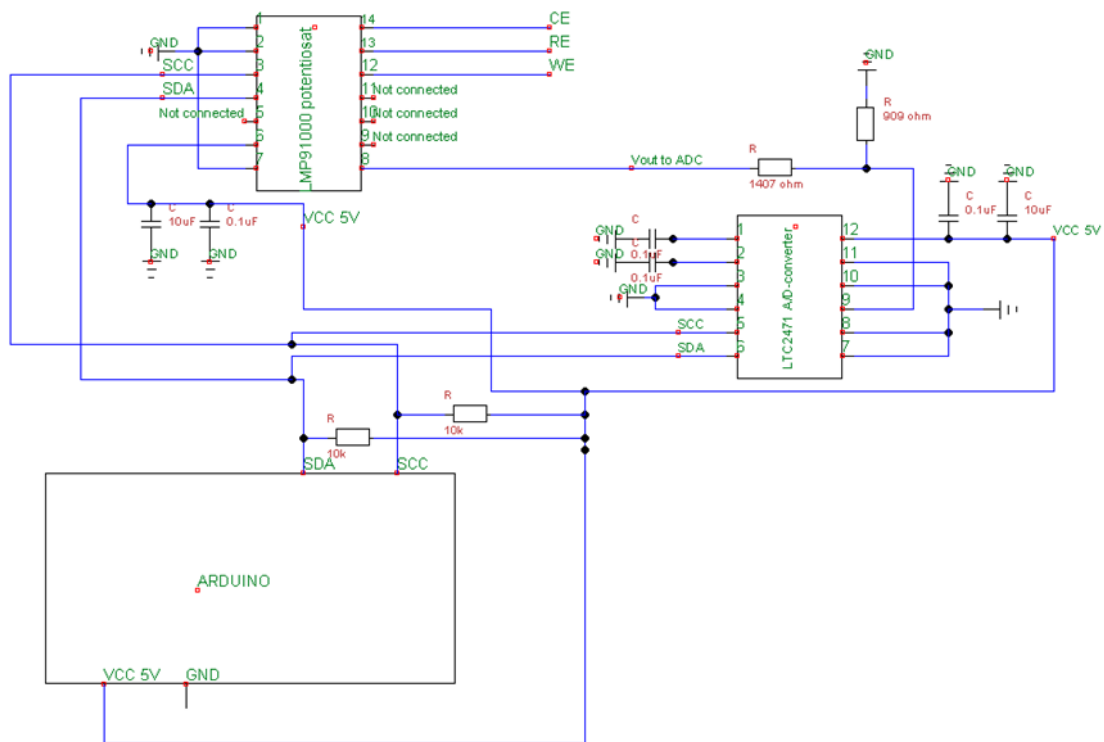 1 14 CE
GND 2 13 RE
SCC 3 12 WE
SDA 4 11 Not connected
Not connected 5 10 Not connected
6 9 Not connected
7 8
LMP91000 potentiosat
Vout to ADC
R
1407 ohm
GND
R
909 ohm
C
10uF
C
0.1uF
GND
GND
VCC 5V
GND
GND
C
0.1uF
C
10uF
VCC 5V
C
GND
C
0.1uF
GND
0.1uF
GND
SCC
SDA
1 12
2 11
3 10
4 9
5 8
6 7
LTC2471 A/D-converter
R
10k
R
10k
SDA
SCC
ARDUINO
VCC 5V
GND